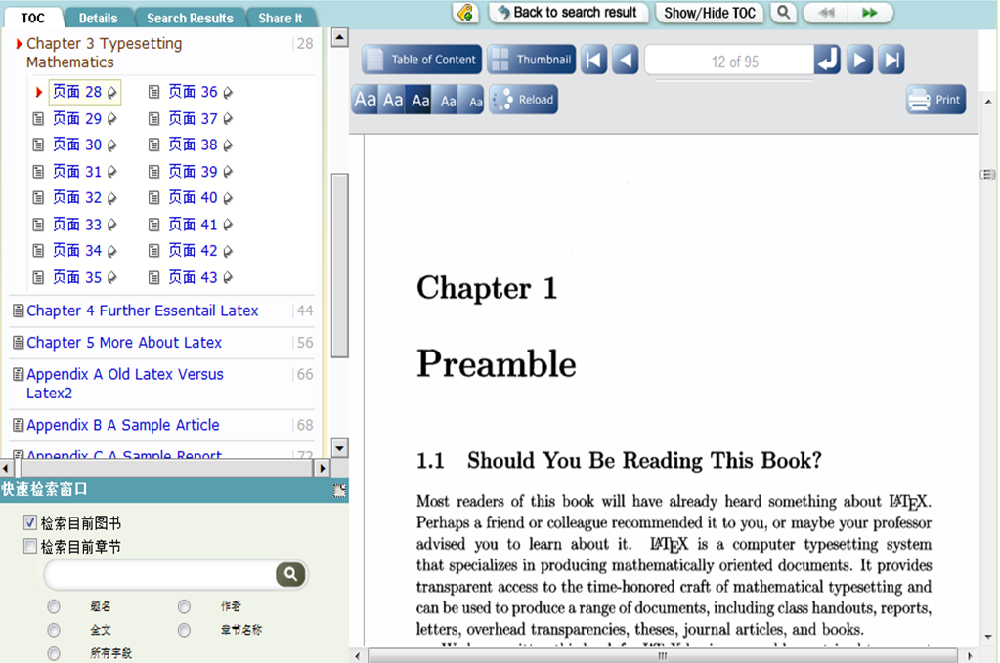 TOC Details Search Results Share It
Back to search result Show/Hide TOC
Chapter 3 Typesetting 28
Mathematics
页面 28 页面 36
页面 29 页面 37
页面 30 页面 38
页面 31 页面 39
页面 32 页面 40
页面 33 页面 41
页面 34 页面 42
页面 35 页面 43
Chapter 4 Further Essentail Latex 44
Chapter 5 More About Latex 56
Appendix A Old Latex Versus 66
Latex2
Appendix B A Sample Article 68
Appendix C A Sample Report 72
快速检索窗口
检索目前图书
检索目前章节
题名 作者
全文 章节名称
所有字段
Table of Content Thumbnail 12 of 95
Aa Aa Aa Aa Aa Reload Print
Chapter 1
Preamble
1.1 Should You Be Reading This Book?
Most readers of this book will have already heard something about LATEX.
Perhaps a friend or colleague recommended it to you, or maybe your professor
advised you to learn about it. LATEX is a computer typesetting system
that specializes in producing mathematically oriented documents. It provides
transparent access to the time-honored craft of mathematical typesetting and
can be used to produce a range of documents, including class handouts, reports,
letters, overhead transparencies, theses, journal articles, and books.